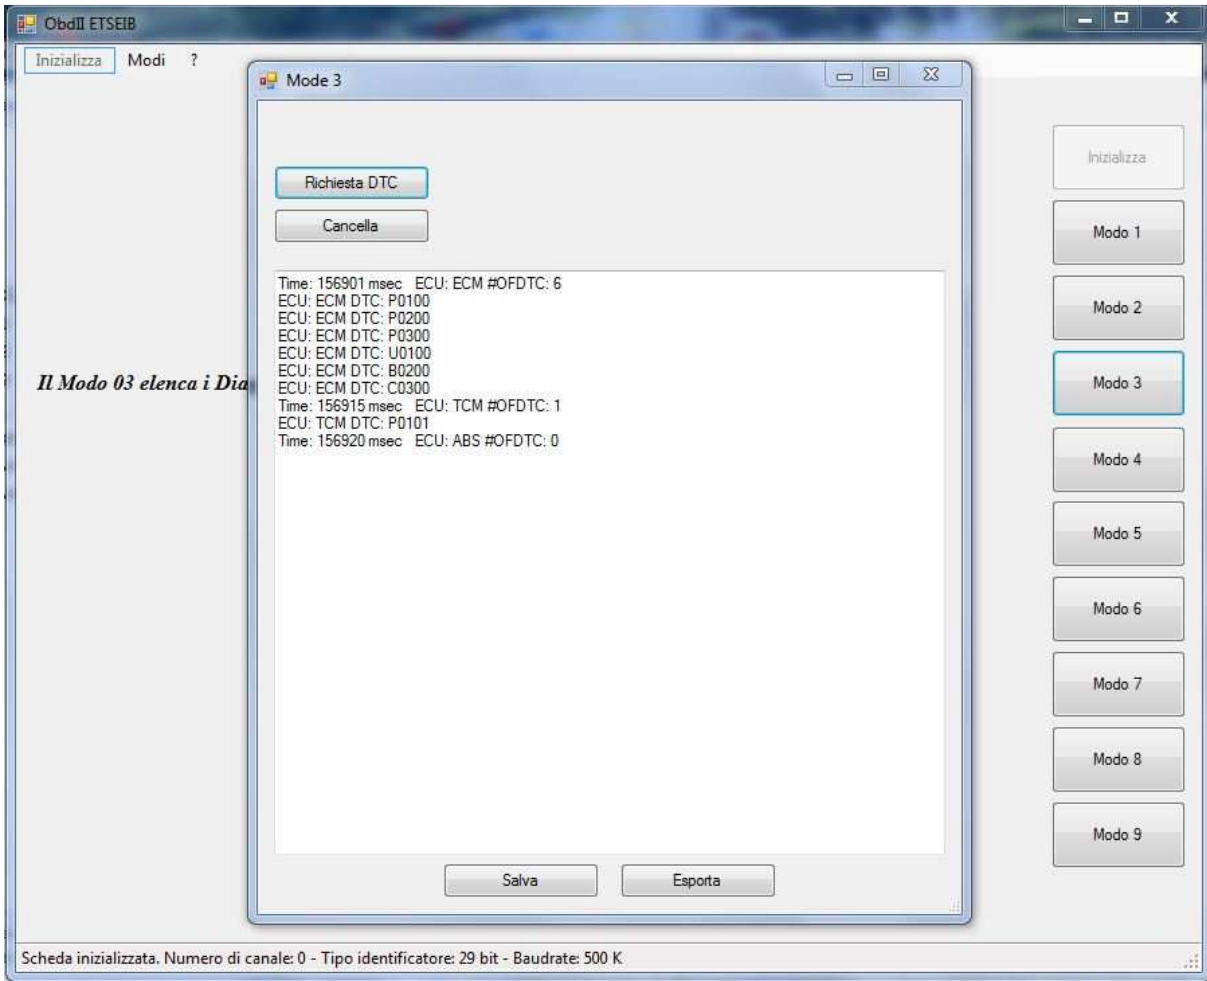 ObdII ETSEIB
Inizializza Modi ?
Mode 3
Richiesta DTC
Cancella
Time: 156901 msec ECU: ECM #OFDTC: 6
ECU: ECM DTC: P0100
ECU: ECM DTC: P0200
ECU: ECM DTC: P0300
ECU: ECM DTC: U0100
ECU: ECM DTC: B0200
ECU: ECM DTC: C0300
Time: 156915 msec ECU: TCM #OFDTC: 1
ECU: TCM DTC: P0101
Time: 156920 msec ECU: ABS #OFDTC: 0
Salva Esporta
Il Modo 03 elenca i Dia
Inizializza
Modo 1
Modo 2
Modo 3
Modo 4
Modo 5
Modo 6
Modo 7
Modo 8
Modo 9
Scheda inizializzata. Numero di canale: 0 - Tipo identificatore: 29 bit - Baudrate: 500 K